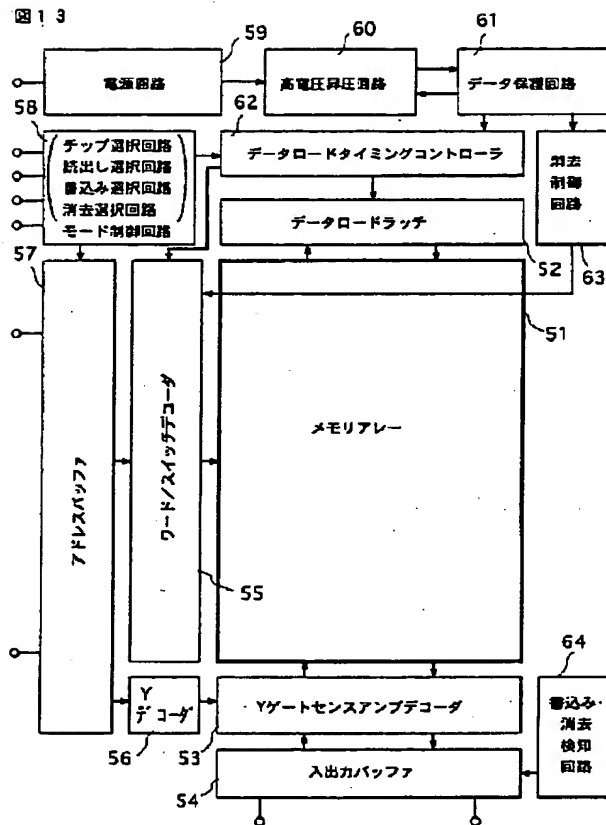 図13
59
60
61
電源回路
高電圧昇圧回路
データ保護回路
58
62
チップ選択回路
読出し選択回路
書込み選択回路
消去選択回路
モード制御回路
データロードタイミングコントローラ
消去
制御
回路
データロードラッチ
57
52
63
51
アドレスバッファ
ワード/スイッチデコーダ
メモリアレー
55
64
Y
デコーダ
Yゲートセンスアンプデコーダ
書込み・
消去
検知
回路
56
53
入出力バッファ
54